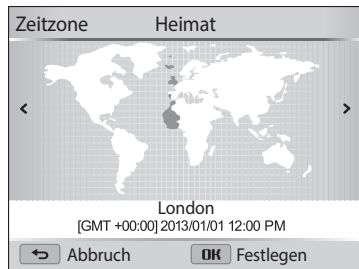 Zeitzone Heimat
London
[GMT +00:00] 2013/01/01 12:00 PM
Abbruch OK Festlegen